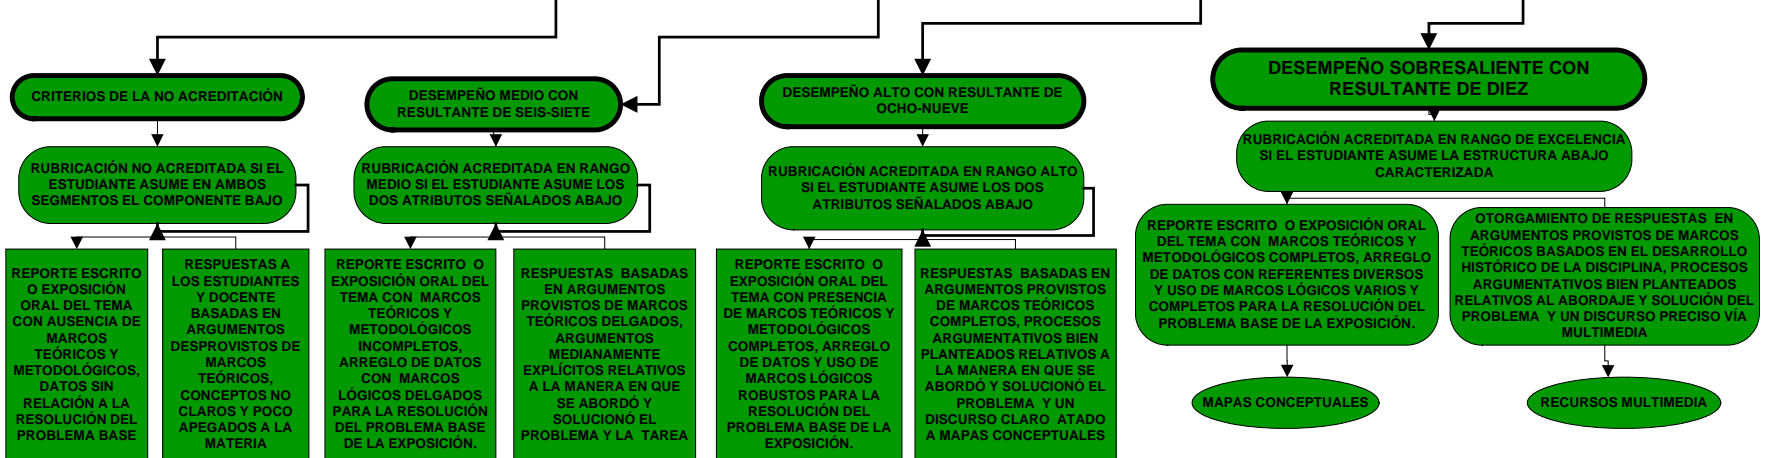 CRITERIOS DE LA NO ACREDITACIÓN
RUBRICACIÓN NO ACREDITADA SI EL
ESTUDIANTE ASUME EN AMBOS
SEGMENTOS EL COMPONENTE BAJO
REPORTE ESCRITO
O EXPOSICIÓN
ORAL DEL TEMA
CON AUSENCIA DE
MARCOS
TEÓRICOS Y
METODOLÓGICOS,
DATOS SIN
RELACIÓN A LA
RESOLUCIÓN DEL
PROBLEMA BASE
RESPUESTAS A
LOS ESTUDIANTES
Y DOCENTE
BASADAS EN
ARGUMENTOS
DESPROVISTOS DE
MARCOS
TEÓRICOS,
CONCEPTOS NO
CLAROS Y POCO
APEGADOS A LA
MATERIA
DESEMPEÑO MEDIO CON
RESULTANTE DE SEIS-SIETE
RUBRICACIÓN ACREDITADA EN RANGO
MEDIO SI EL ESTUDIANTE ASUME LOS
DOS ATRIBUTOS SEÑALADOS ABAJO
REPORTE ESCRITO O
EXPOSICIÓN ORAL DEL
TEMA CON MARCOS
TEÓRICOS Y
METODOLÓGICOS
INCOMPLETOS,
ARREGLO DE DATOS
CON MARCOS
LÓGICOS DELGADOS
PARA LA RESOLUCIÓN
DEL PROBLEMA BASE
DE LA EXPOSICIÓN.
RESPUESTAS BASADAS
EN ARGUMENTOS
PROVISTOS DE MARCOS
TEÓRICOS DELGADOS,
ARGUMENTOS
MEDIANAMENTE
EXPLÍCITOS RELATIVOS
A LA MANERA EN QUE
SE ABORDÓ Y
SOLUCIONÓ EL
PROBLEMA Y LA TAREA
DESEMPEÑO ALTO CON RESULTANTE DE
OCHO-NUEVE
RUBRICACIÓN ACREDITADA EN RANGO ALTO
SI EL ESTUDIANTE ASUME LOS DOS
ATRIBUTOS SEÑALADOS ABAJO
REPORTE ESCRITO O
EXPOSICIÓN ORAL DEL
TEMA CON PRESENCIA
DE MARCOS TEÓRICOS Y
METODOLÓGICOS
COMPLETOS, ARREGLO
DE DATOS Y USO DE
MARCOS LÓGICOS
ROBUSTOS PARA LA
RESOLUCIÓN DEL
PROBLEMA BASE DE LA
EXPOSICIÓN.
RESPUESTAS BASADAS EN
ARGUMENTOS PROVISTOS
DE MARCOS TEÓRICOS
COMPLETOS, PROCESOS
ARGUMENTATIVOS BIEN
PLANTEADOS RELATIVOS A
LA MANERA EN QUE SE
ABORDÓ Y SOLUCIONÓ EL
PROBLEMA Y UN
DISCURSO CLARO ATADO
A MAPAS CONCEPTUALES
DESEMPEÑO SOBRESALIENTE CON
RESULTANTE DE DIEZ
RUBRICACIÓN ACREDITADA EN RANGO DE EXCELENCIA
SI EL ESTUDIANTE ASUME LA ESTRUCTURA ABAJO
CARACTERIZADA
REPORTE ESCRITO O EXPOSICIÓN ORAL
DEL TEMA CON MARCOS TEÓRICOS Y
METODOLÓGICOS COMPLETOS, ARREGLO
DE DATOS CON REFERENTES DIVERSOS
Y USO DE MARCOS LÓGICOS VARIOS Y
COMPLETOS PARA LA RESOLUCIÓN DEL
PROBLEMA BASE DE LA EXPOSICIÓN.
MAPAS CONCEPTUALES
OTORGAMIENTO DE RESPUESTAS EN
ARGUMENTOS PROVISTOS DE MARCOS
TEÓRICOS BASADOS EN EL DESARROLLO
HISTÓRICO DE LA DISCIPLINA, PROCESOS
ARGUMENTATIVOS BIEN PLANTEADOS
RELATIVOS AL ABORDAJE Y SOLUCIÓN DEL
PROBLEMA Y UN DISCURSO PRECISO VÍA
MULTIMEDIA
RECURSOS MULTIMEDIA